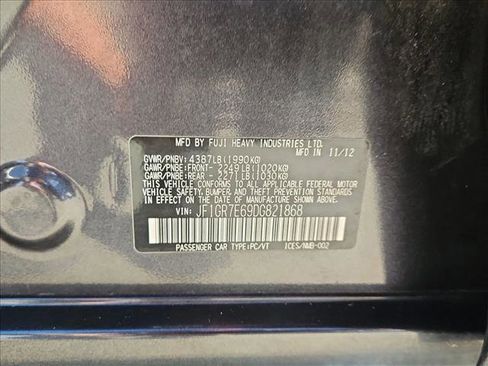 MFD BY FUJI HEAVY INDUSTRIES LTD.
MFD IN 11/12
GVWR/PNBV: 4387LB(1990KG)
GAWR/PNBE:FRONT- 2249LB(1020KG)
GAWR/PNBE:REAR - 2271LB(1030KG)
THIS VEHICLE CONFORMS TO ALL APPLICABLE FEDERAL MOTOR
VEHICLE SAFETY, BUMPER, AND THEFT PREVENTION STANDARDS
IN EFFECT ON THE DATE OF MANUFACTURE SHOWN ABOVE.
VIN: JF1GR7E69DG821868
PASSENGER CAR TYPE:PC/VT ICES/NMB-002